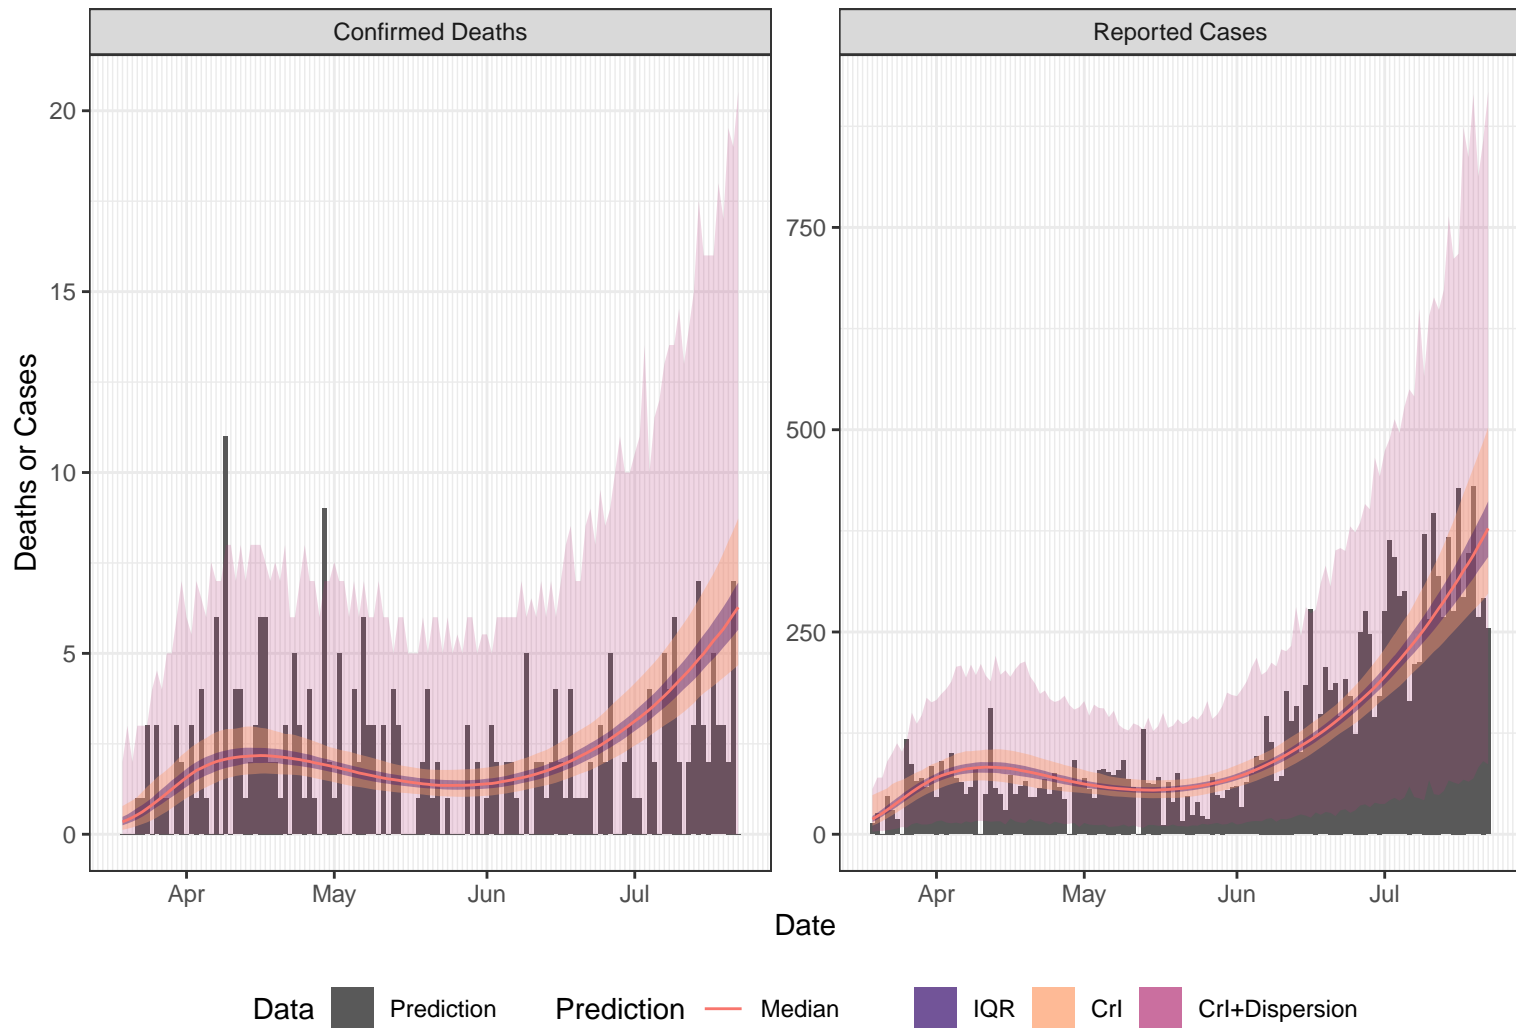 Confirmed Deaths
Reported Cases
Deaths or Cases
20
15
10
5
0
750
500
250
0
Apr May Jun Jul
Apr May Jun Jul
Date
Data Prediction Prediction Median IQR CrI CrI+Dispersion